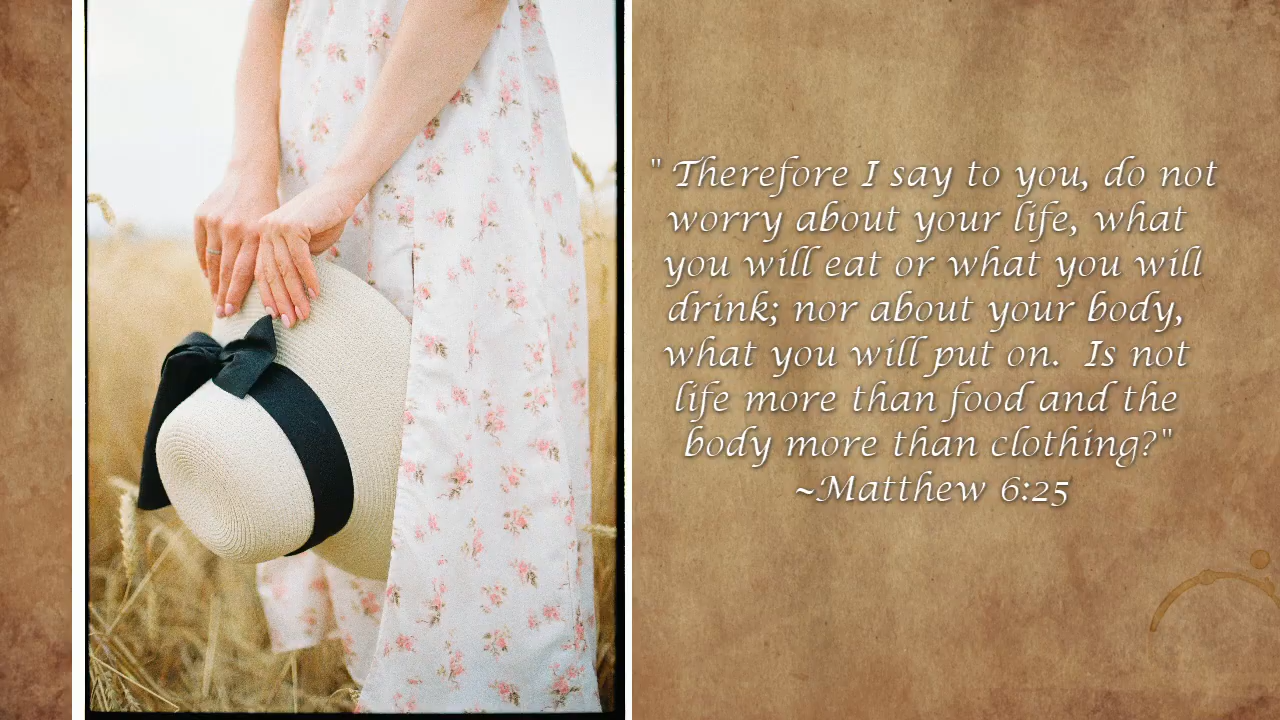 " Therefore I say to you, do not
worry about your life, what
you will eat or what you will
drink; nor about your body,
what you will put on.  Is not
life more than food and the
body more than clothing?"
~Matthew 6:25